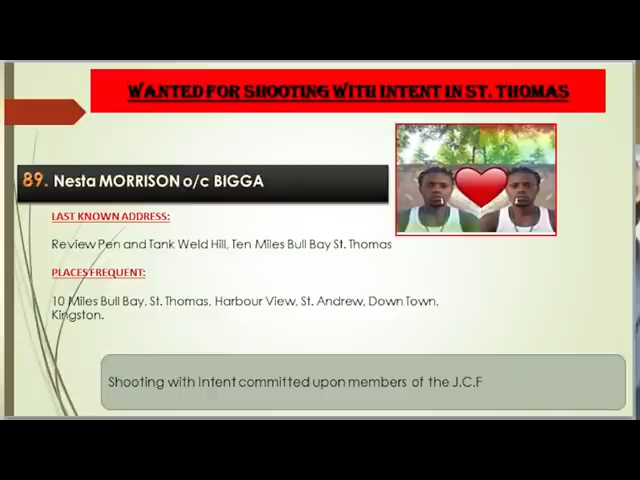 WANTED FOR SHOOTING WITH INTENT IN ST. THOMAS
89. Nesta MORRISON o/c BIGGA
LAST KNOWN ADDRESS:
Review Pen and Tank Weld Hill, Ten Miles Bull Bay St. Thomas
PLACES FREQUENT:
10 Miles Bull Bay, St. Thomas, Harbour View, St. Andrew, Down Town,
Kingston.
Shooting with Intent committed upon members of the J.C.F